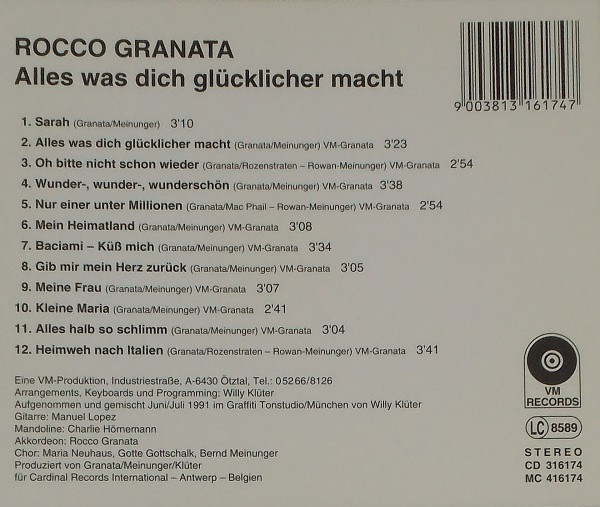 ROCCO GRANATA
Alles was dich glücklicher macht
9 003813 161747
1. Sarah (Granata/Meinunger) 3'10
2. Alles was dich glücklicher macht (Granata/Meinunger) VM-Granata 3'23
3. Oh bitte nicht schon wieder (Granata/Rozenstraten – Rowan-Meinunger) VM-Granata 2'54
4. Wunder-, wunder-, wunderschön (Granata/Meinunger) VM-Granata 3'38
5. Nur einer unter Millionen (Granata/Mac Phail – Rowan-Meinunger) VM-Granata 2'54
6. Mein Heimatland (Granata/Meinunger) VM-Granata 3'08
7. Baciami – Küß mich (Granata/Meinunger) VM-Granata 3'34
8. Gib mir mein Herz zurück (Granata/Meinunger) VM-Granata 3'05
9. Meine Frau (Granata/Meinunger) VM-Granata 3'07
10. Kleine Maria (Granata/Meinunger) VM-Granata 2'41
11. Alles halb so schlimm (Granata/Meinunger) VM-Granata 3'04
12. Heimweh nach Italien (Granata/Rozenstraten – Rowan-Meinunger) VM-Granata 3'41
Eine VM-Produktion, Industriestraße, A-6430 Ötztal, Tel.: 05266/8126
Arrangements, Keyboards und Programming: Willy Klüter
Aufgenommen und gemischt Juni/Juli 1991 im Graffiti Tonstudio/München von Willy Klüter
Gitarre: Manuel Lopez
Mandoline: Charlie Hörnemann
Akkordeon: Rocco Granata
Chor: Maria Neuhaus, Gotte Gottschalk, Bernd Meinunger
Produziert von Granata/Meinunger/Klüter
für Cardinal Records International – Antwerp – Belgien
VM
RECORDS
LC 8589
STEREO
CD 316174
MC 416174